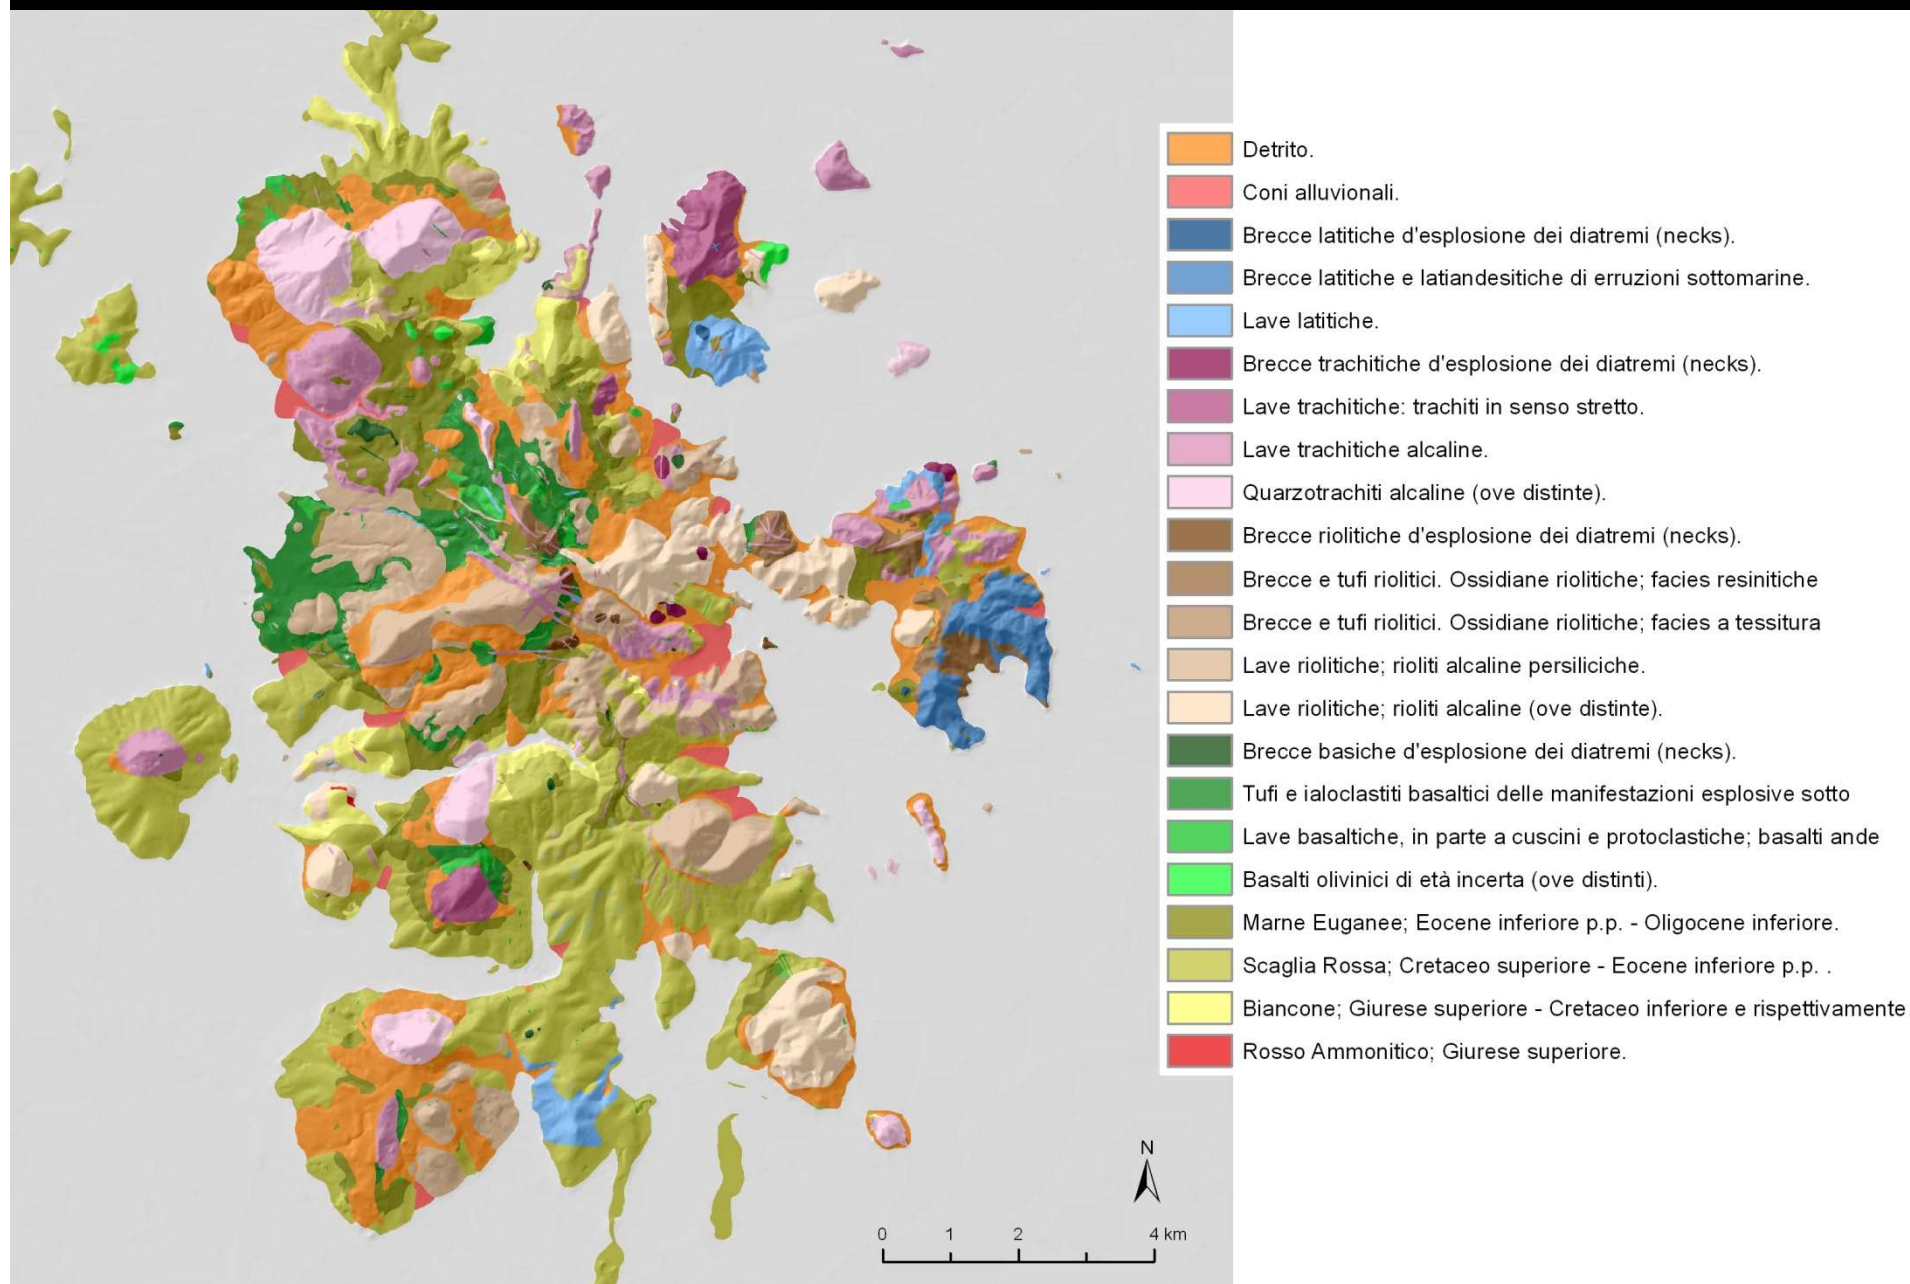 Detrito.
Coni alluvionali.
Brecce latitiche d'esplosione dei diatremi (necks).
Brecce latitiche e latiandesitiche di erruzioni sottomarine.
Lave latitiche.
Brecce trachitiche d'esplosione dei diatremi (necks).
Lave trachitiche: trachiti in senso stretto.
Lave trachitiche alcaline.
Quarzotrachiti alcaline (ove distinte).
Brecce riolitiche d'esplosione dei diatremi (necks).
Brecce e tufi riolitici. Ossidiane riolitiche; facies resinitiche
Brecce e tufi riolitici. Ossidiane riolitiche; facies a tessitura
Lave riolitiche; rioliti alcaline persiliciche.
Lave riolitiche; rioliti alcaline (ove distinte).
Brecce basiche d'esplosione dei diatremi (necks).
Tufi e ialoclastiti basaltici delle manifestazioni esplosive sotto
Lave basaltiche, in parte a cuscini e protoclastiche; basalti ande
Basalti olivinici di età incerta (ove distinti).
Marne Euganee; Eocene inferiore p.p. - Oligocene inferiore.
Scaglia Rossa; Cretaceo superiore - Eocene inferiore p.p. .
Biancone; Giurese superiore - Cretaceo inferiore e rispettivamente
Rosso Ammonitico; Giurese superiore.
N
0 1 2 4 km